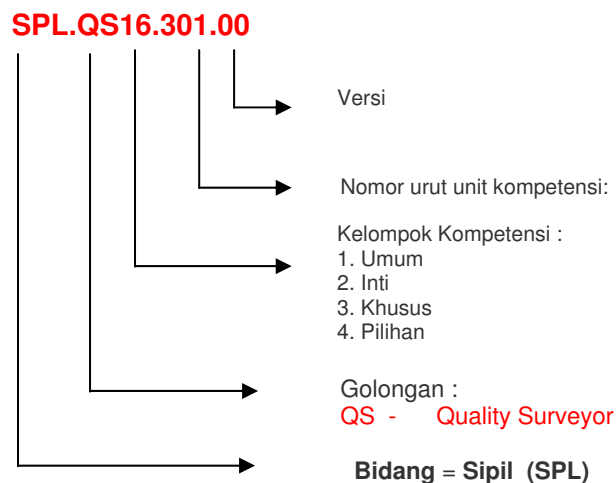 SPL.QS16.301.00
Versi
Nomor urut unit kompetensi:
Kelompok Kompetensi :
1. Umum
2. Inti
3. Khusus
4. Pilihan
Golongan :
QS - Quality Surveyor
Bidang = Sipil (SPL)